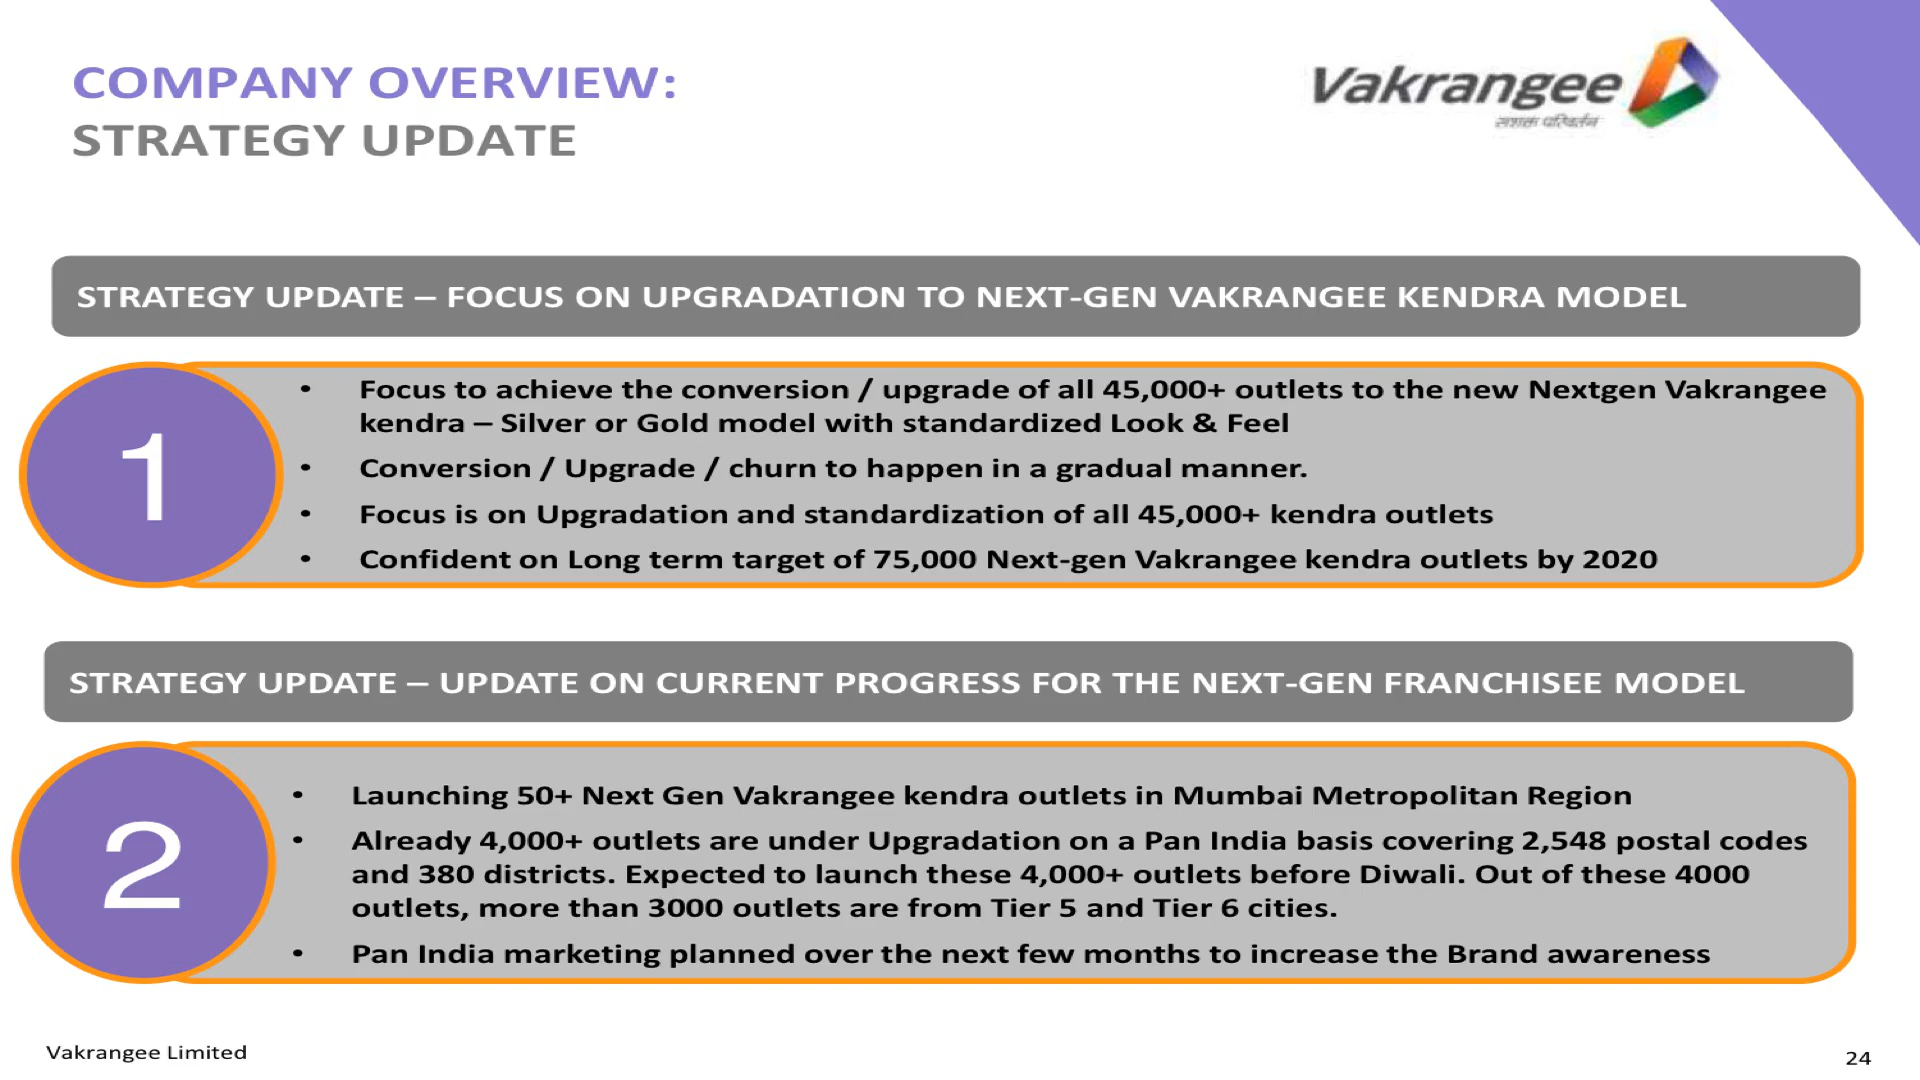 COMPANY OVERVIEW:
STRATEGY UPDATE
Vakrangee
सशक्त परिवर्तन
STRATEGY UPDATE – FOCUS ON UPGRADATION TO NEXT-GEN VAKRANGEE KENDRA MODEL
1
• Focus to achieve the conversion / upgrade of all 45,000+ outlets to the new Nextgen Vakrangee
kendra – Silver or Gold model with standardized Look & Feel
• Conversion / Upgrade / churn to happen in a gradual manner.
• Focus is on Upgradation and standardization of all 45,000+ kendra outlets
• Confident on Long term target of 75,000 Next-gen Vakrangee kendra outlets by 2020
STRATEGY UPDATE – UPDATE ON CURRENT PROGRESS FOR THE NEXT-GEN FRANCHISEE MODEL
2
• Launching 50+ Next Gen Vakrangee kendra outlets in Mumbai Metropolitan Region
• Already 4,000+ outlets are under Upgradation on a Pan India basis covering 2,548 postal codes
and 380 districts. Expected to launch these 4,000+ outlets before Diwali. Out of these 4000
outlets, more than 3000 outlets are from Tier 5 and Tier 6 cities.
• Pan India marketing planned over the next few months to increase the Brand awareness
Vakrangee Limited
24